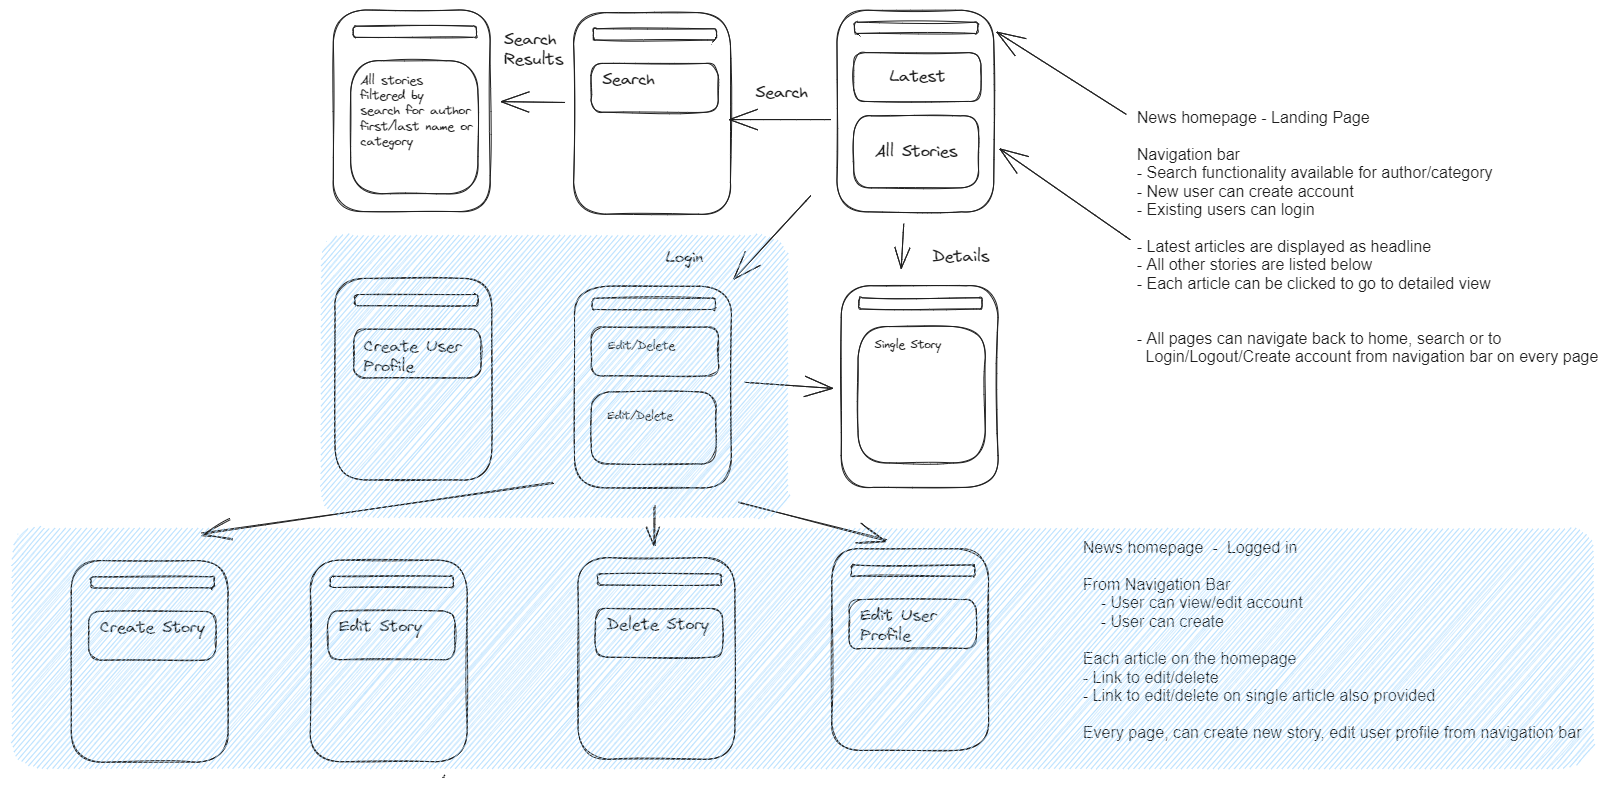 All stories
filtered by
search for author
first/last name or
category
Search
Results
Search
Search
Latest
All Stories
News homepage - Landing Page
Navigation bar
- Search functionality available for author/category
- New user can create account
- Existing users can login
- Latest articles are displayed as headline
- All other stories are listed below
- Each article can be clicked to go to detailed view
- All pages can navigate back to home, search or to
Login/Logout/Create account from navigation bar on every page
Login
Details
Create User
Profile
Edit/Delete
Edit/Delete
Single Story
Create Story
Edit Story
Delete Story
Edit User
Profile
News homepage  -  Logged in
From Navigation Bar
- User can view/edit account
- User can create
Each article on the homepage
- Link to edit/delete
- Link to edit/delete on single article also provided
Every page, can create new story, edit user profile from navigation bar